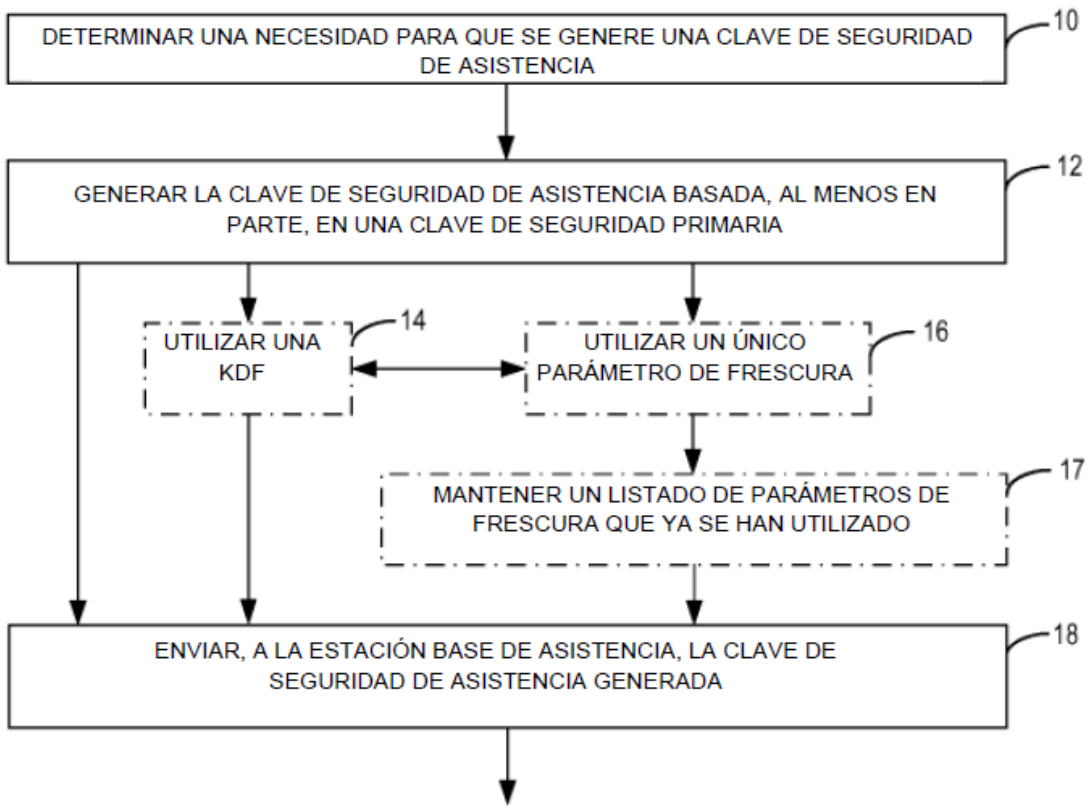 10
DETERMINAR UNA NECESIDAD PARA QUE SE GENERE UNA CLAVE DE SEGURIDAD
DE ASISTENCIA
12
GENERAR LA CLAVE DE SEGURIDAD DE ASISTENCIA BASADA, AL MENOS EN
PARTE, EN UNA CLAVE DE SEGURIDAD PRIMARIA
14
UTILIZAR UNA
KDF
16
UTILIZAR UN ÚNICO
PARÁMETRO DE FRESCURA
17
MANTENER UN LISTADO DE PARÁMETROS DE
FRESCURA QUE YA SE HAN UTILIZADO
18
ENVIAR, A LA ESTACIÓN BASE DE ASISTENCIA, LA CLAVE DE
SEGURIDAD DE ASISTENCIA GENERADA